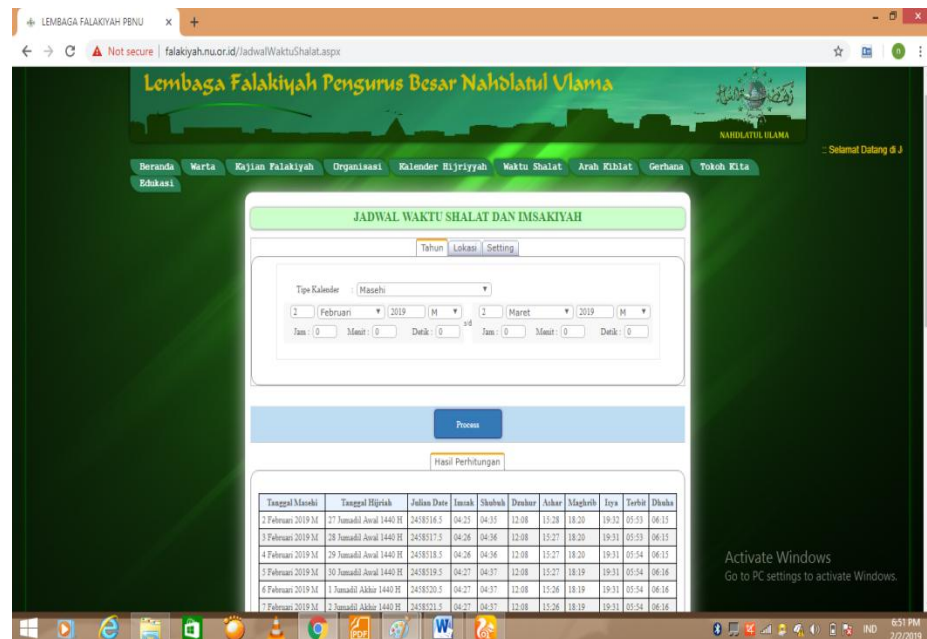 LEMBAGA FALAKIYAH PBNU
Not secure | falakiyah.nu.or.id/JadwalWaktuShalat.aspx
n
Lembaga Falakiyah Pengurus Besar Nahdlatul Ulama
NAHDLATUL ULAMA
:: Selamat Datang di J
Beranda Warta Kajian Falakiyah Organisasi Kalender Hijriyyah Waktu Shalat Arah Kiblat Gerhana Tokoh Kita
Edukasi
JADWAL WAKTU SHALAT DAN IMSAKIYAH
Tahun Lokasi Setting
Tipe Kalender : Masehi
2 Februari 2019 M s/d 2 Maret 2019 M
Jam : 0 Menit : 0 Detik : 0 Jam : 0 Menit : 0 Detik : 0
Process
Hasil Perhitungan
Tanggal Masehi Tanggal Hijriah Julian Date Imsak Shubuh Dzuhur Ashar Maghrib Isya Terbit Dhuha
2 Februari 2019 M 27 Jumadil Awal 1440 H 2458516.5 04:25 04:35 12:08 15:28 18:20 19:32 05:53 06:15
3 Februari 2019 M 28 Jumadil Awal 1440 H 2458517.5 04:26 04:36 12:08 15:27 18:20 19:31 05:53 06:15
4 Februari 2019 M 29 Jumadil Awal 1440 H 2458518.5 04:26 04:36 12:08 15:27 18:20 19:31 05:54 06:15
5 Februari 2019 M 30 Jumadil Awal 1440 H 2458519.5 04:27 04:37 12:08 15:27 18:19 19:31 05:54 06:16
6 Februari 2019 M 1 Jumadil Akhir 1440 H 2458520.5 04:27 04:37 12:08 15:26 18:19 19:31 05:54 06:16
7 Februari 2019 M 2 Jumadil Akhir 1440 H 2458521.5 04:27 04:37 12:08 15:26 18:19 19:31 05:54 06:16
Activate Windows
Go to PC settings to activate Windows.
IND
6:51 PM
2/2/2019